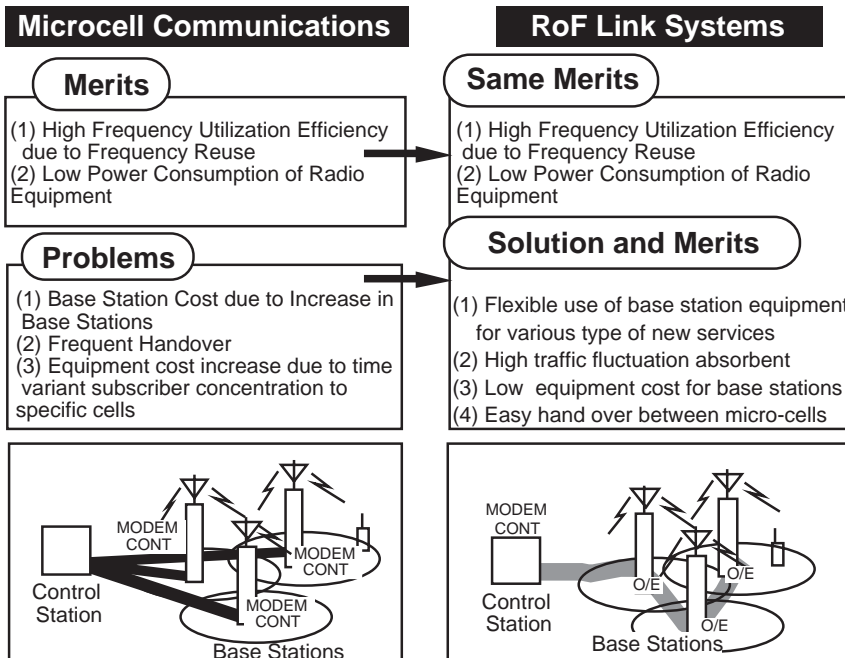 Microcell Communications
Merits
(1) High Frequency Utilization Efficiency
due to Frequency Reuse
(2) Low Power Consumption of Radio
Equipment
Problems
(1) Base Station Cost due to Increase in
Base Stations
(2) Frequent Handover
(3) Equipment cost increase due to time
variant subscriber concentration to
specific cells
MODEM
CONT
MODEM
CONT
MODEM
CONT
Control
Station
Base Stations
RoF Link Systems
Same Merits
(1) High Frequency Utilization Efficiency
due to Frequency Reuse
(2) Low Power Consumption of Radio
Equipment
Solution and Merits
(1) Flexible use of base station equipment
for various type of new services
(2) High traffic fluctuation absorbent
(3) Low equipment cost for base stations
(4) Easy hand over between micro-cells
MODEM
CONT
O/E
O/E
O/E
Control
Station
Base Stations